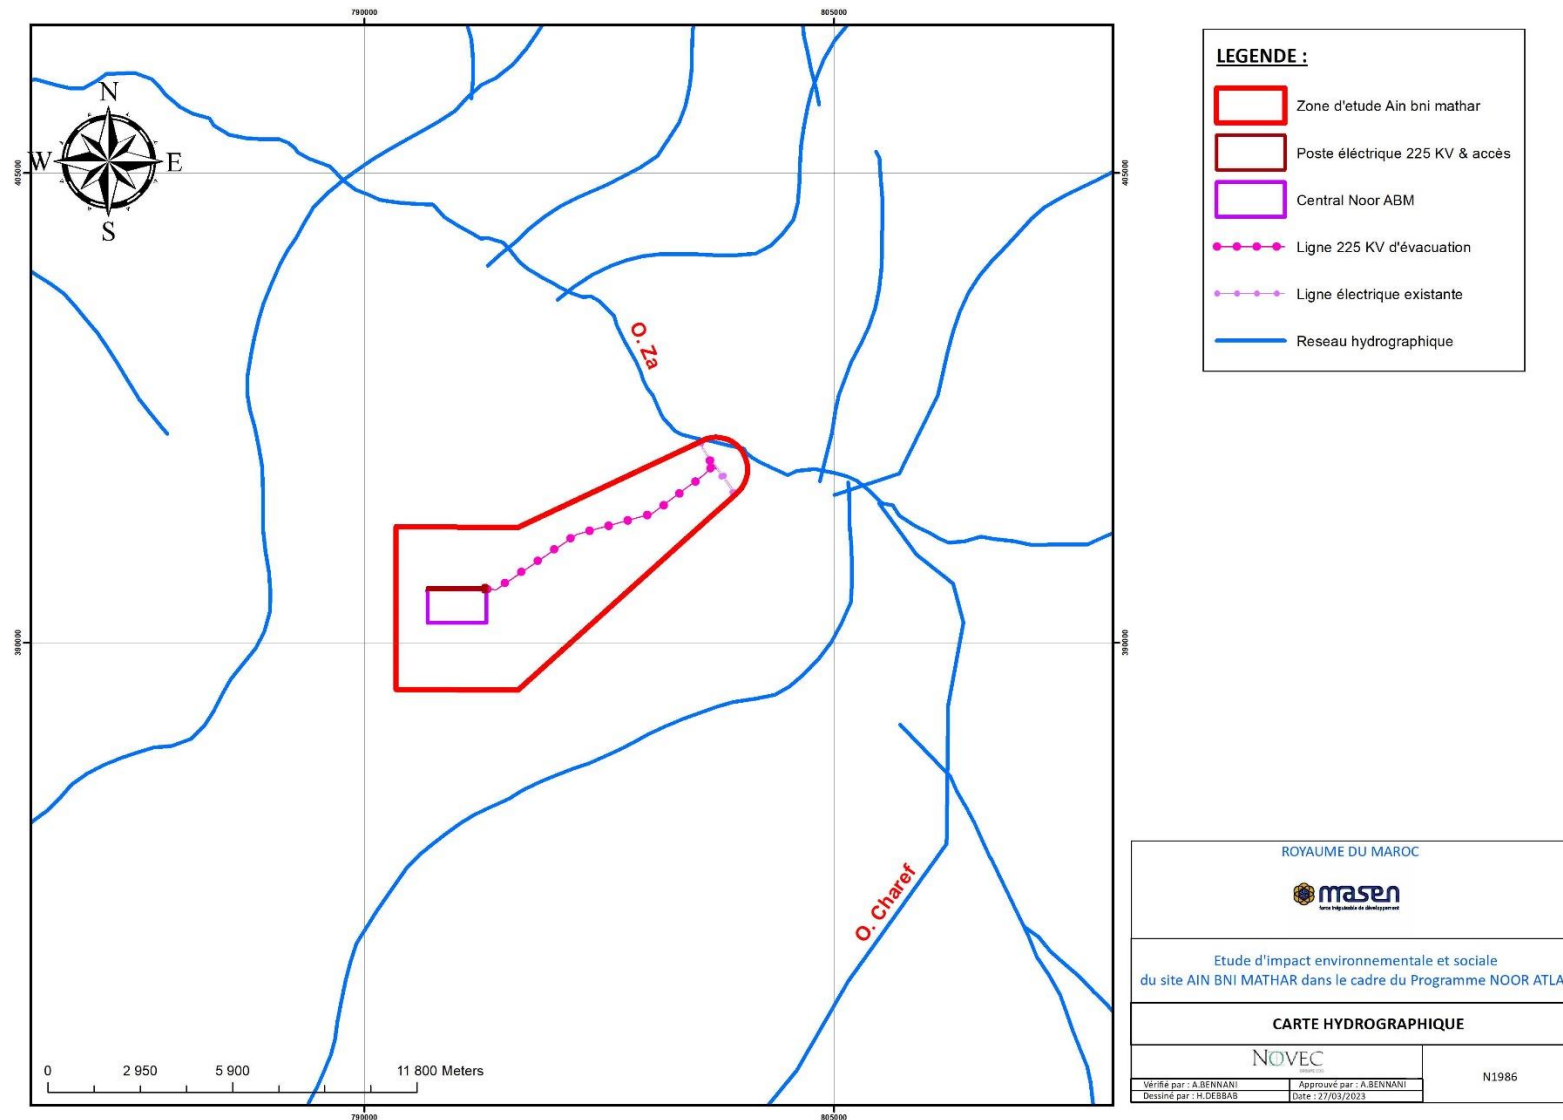 790000
805000
LEGENDE :
Zone d'etude Ain bni mathar
Poste éléctrique 225 KV & accès
Central Noor ABM
Ligne 225 KV d'évacuation
Ligne électrique existante
Reseau hydrographique
N
W
E
S
405000
405000
O. Za
390000
390000
O. Charef
0
2 950
5 900
11 800 Meters
790000
805000
ROYAUME DU MAROC
masen
force inépuisable de développement
Etude d'impact environnementale et sociale
du site AIN BNI MATHAR dans le cadre du Programme NOOR ATLA
CARTE HYDROGRAPHIQUE
NOVEC
N1986
Vérifié par : A.BENNANI
Approuvé par : A.BENNANI
Dessiné par : H.DEBBAB
Date : 27/03/2023